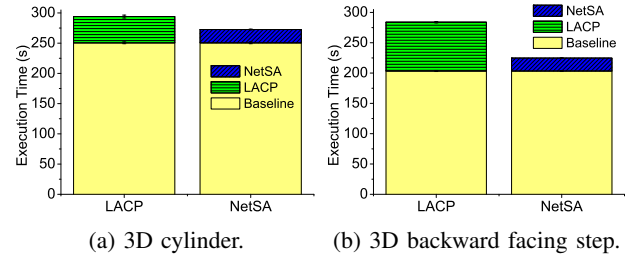 300
250
200
150
100
50
0
Execution Time (s)
NetSA
LACP
Baseline
LACP NetSA
(a) 3D cylinder.
300
250
200
150
100
50
0
Execution Time (s)
NetSA
LACP
Baseline
LACP NetSA
(b) 3D backward facing step.